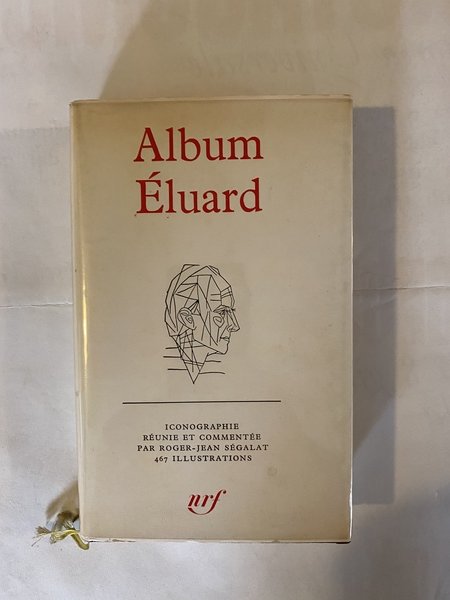 Album
Éluard
ICONOGRAPHIE
RÉUNIE ET COMMENTÉE
PAR ROGER-JEAN SÉGALAT
467 ILLUSTRATIONS
nrf